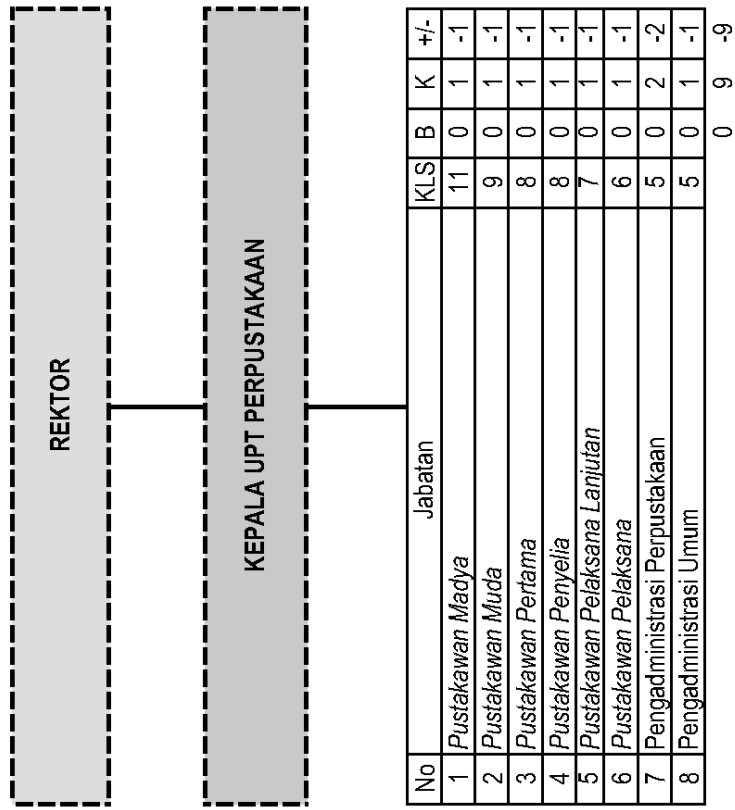 REKTOR
KEPALA UPT PERPUSTAKAAN
No Jabatan KLS B K +/-
1 Pustakawan Madya 11 0 1 -1
2 Pustakawan Muda 9 0 1 -1
3 Pustakawan Pertama 8 0 1 -1
4 Pustakawan Penyelia 8 0 1 -1
5 Pustakawan Pelaksana Lanjutan 7 0 1 -1
6 Pustakawan Pelaksana 6 0 1 -1
7 Pengadministrasi Perpustakaan 5 0 2 -2
8 Pengadministrasi Umum 5 0 1 -1
0 9 -9